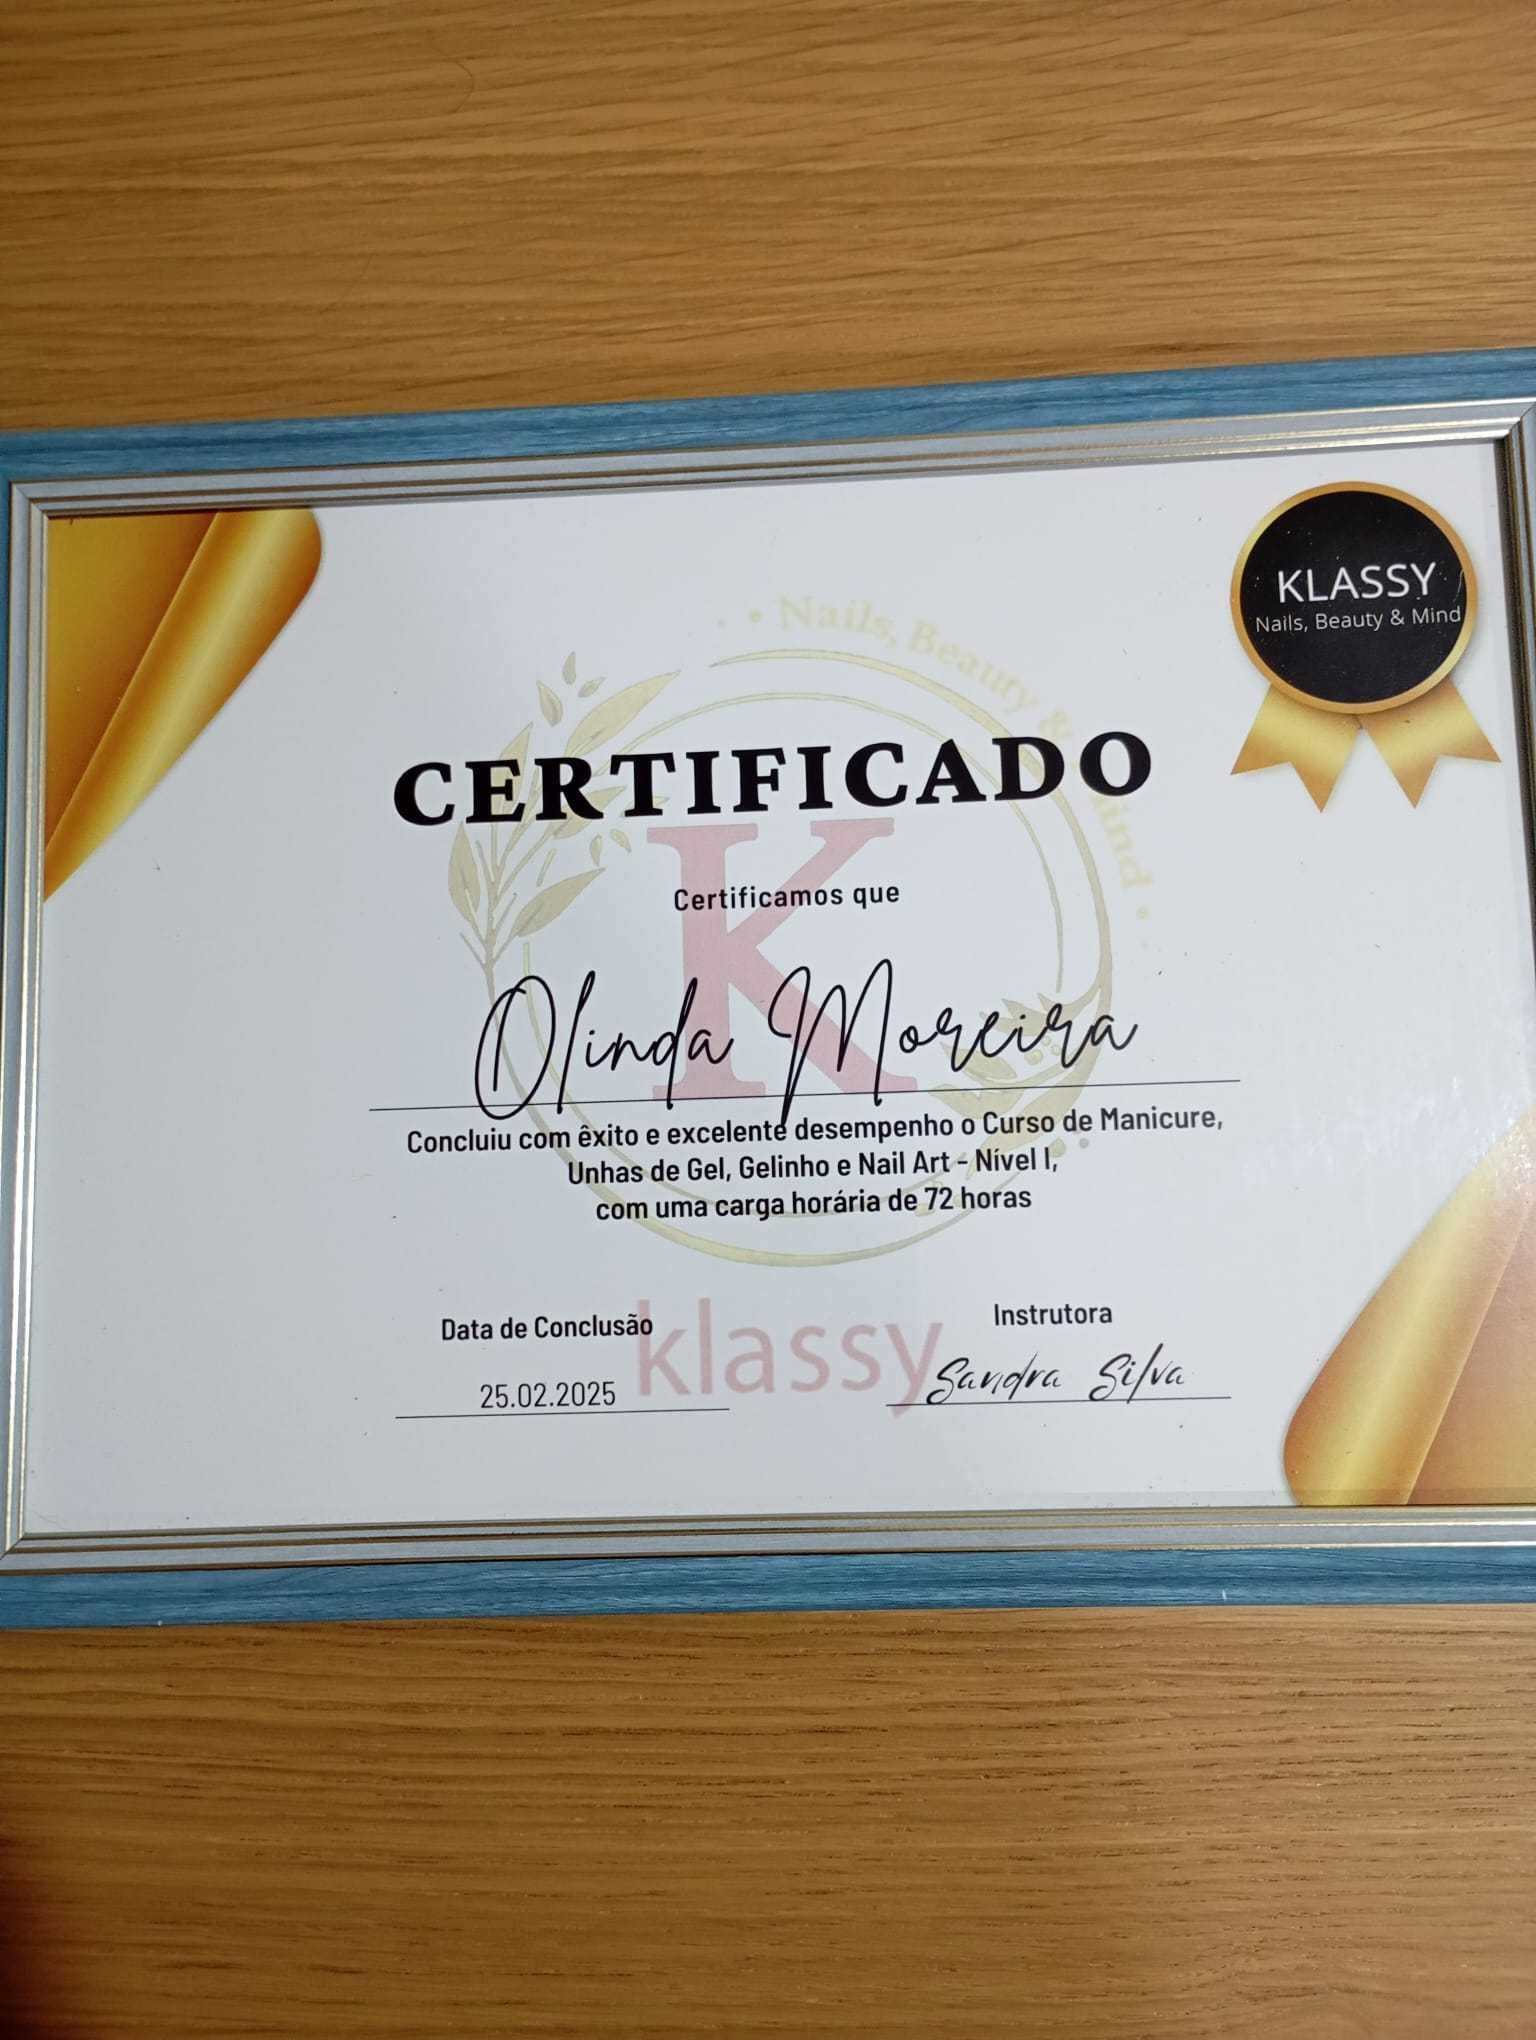 KLASSY
Nails, Beauty & Mind
• Nails, Beauty & Mind •
CERTIFICADO
K
Certificamos que
Olinda Moreira
Concluiu com êxito e excelente desempenho o Curso de Manicure,
Unhas de Gel, Gelinho e Nail Art - Nível I,
com uma carga horária de 72 horas
Data de Conclusão
25.02.2025
klassy
Instrutora
Sandra Silva